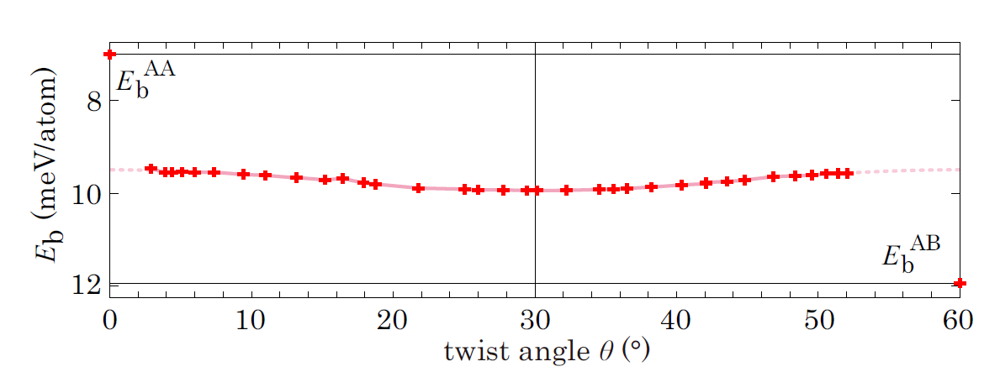 E_b^AA
8
10
E_b^AB
12
E_b (meV/atom)
0 10 20 30 40 50 60
twist angle θ (°)